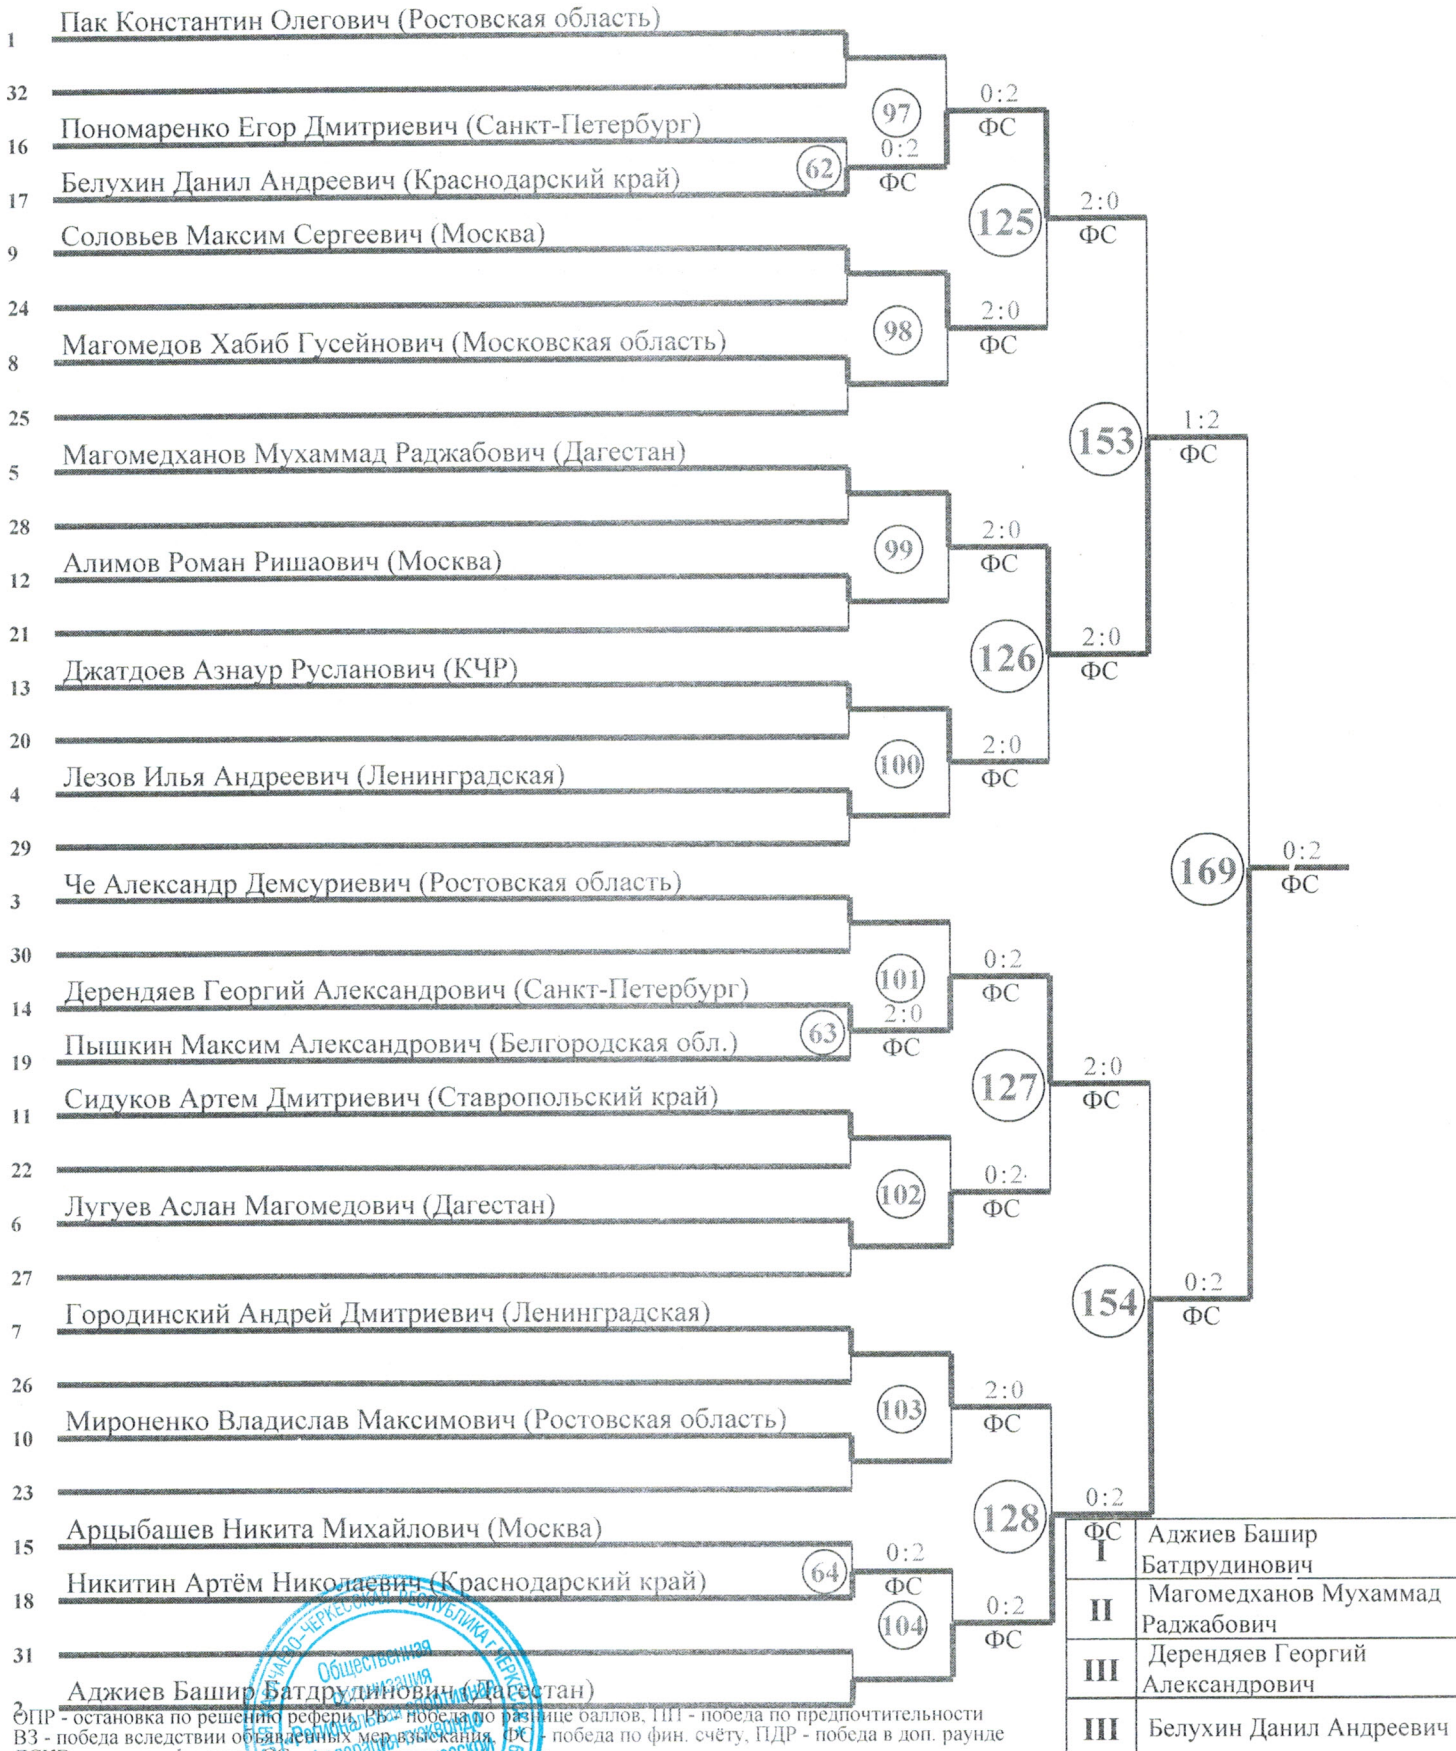 Пак Константин Олегович (Ростовская область)
1
32
97
0:2
ФС
Пономаренко Егор Дмитриевич (Санкт-Петербург)
16
62
0:2
ФС
Белухин Данил Андреевич (Краснодарский край)
17
125
2:0
ФС
Соловьев Максим Сергеевич (Москва)
9
24
98
2:0
ФС
Магомедов Хабиб Гусейнович (Московская область)
8
25
153
1:2
ФС
Магомедханов Мухаммад Раджабович (Дагестан)
5
28
99
2:0
ФС
Алимов Роман Ришаович (Москва)
12
21
126
2:0
ФС
Джатдоев Азнаур Русланович (КЧР)
13
20
100
2:0
ФС
Лезов Илья Андреевич (Ленинградская)
4
29
169
0:2
ФС
Че Александр Демсуриевич (Ростовская область)
3
30
101
0:2
ФС
Дерендяев Георгий Александрович (Санкт-Петербург)
14
63
2:0
ФС
Пышкин Максим Александрович (Белгородская обл.)
19
127
2:0
ФС
Сидуков Артем Дмитриевич (Ставропольский край)
11
22
102
0:2
ФС
Лугуев Аслан Магомедович (Дагестан)
6
27
154
0:2
ФС
Городинский Андрей Дмитриевич (Ленинградская)
7
26
103
2:0
ФС
Мироненко Владислав Максимович (Ростовская область)
10
23
128
0:2
ФС
Арцыбашев Никита Михайлович (Москва)
15
64
0:2
ФС
Никитин Артём Николаевич (Краснодарский край)
18
31
104
0:2
ФС
Аджиев Башир Батдрудинович (Дагестан)
2
I Аджиев Башир
Батдрудинович
II Магомедханов Мухаммад
Раджабович
III Дерендяев Георгий
Александрович
III Белухин Данил Андреевич
ОПР - остановка по решению рефери, РБ - победа по разнице баллов, ПП - победа по предпочтительности
ВЗ - победа вследствии объявленных мер взыскания, ФС - победа по фин. счёту, ПДР - победа в доп. раунде
Общественная
организация
Региональная спортивная